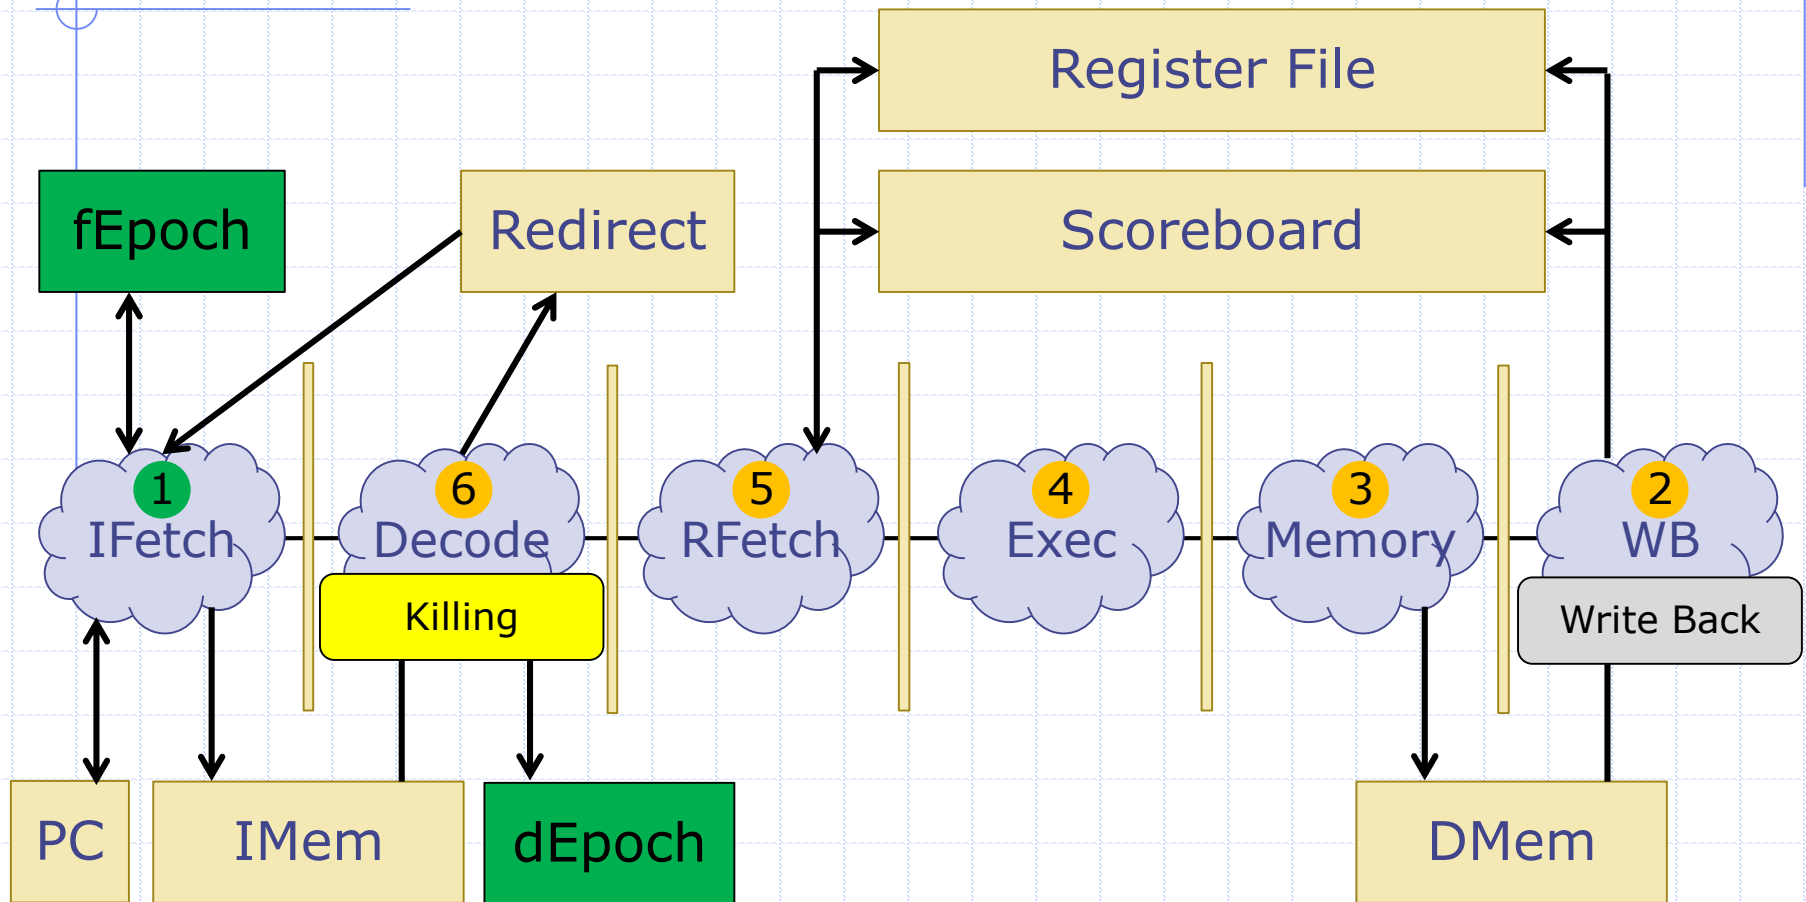 Register File
fEpoch
Redirect
Scoreboard
1
6
5
4
3
2
IFetch
Decode
RFetch
Exec
Memory
WB
Killing
Write Back
PC
IMem
dEpoch
DMem